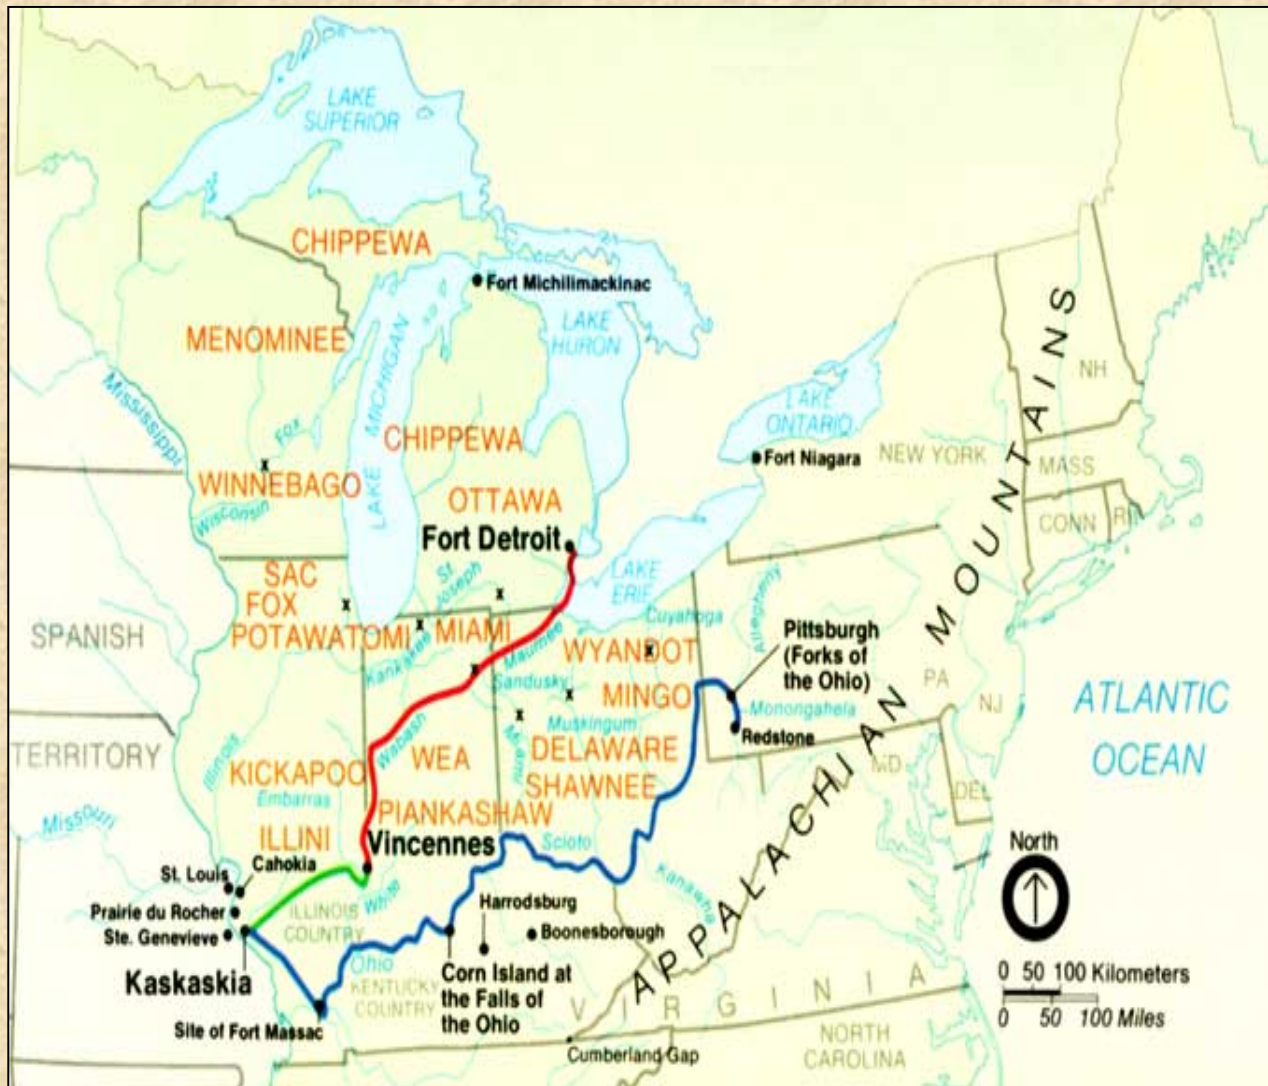 LAKE
SUPERIOR
CHIPPEWA
Fort Michilimackinac
LAKE
HURON
MENOMINEE
LAKE MICHIGAN
Mississippi
NH
MOUNTAINS
LAKE
ONTARIO
Fox
CHIPPEWA
Fort Niagara
NEW YORK
MASS
WINNEBAGO
Wisconsin
OTTAWA
CONN
RI
Fort Detroit
LAKE
ERIE
SAC
FOX
POTAWATOMI
St.
Joseph
MIAMI
Maumee
Cuyahoga
Allegheny
SPANISH
Kankakee
WYANDOT
Pittsburgh
(Forks of
the Ohio)
PA
Sandusky
MINGO
Monongahela
NJ
ATLANTIC
OCEAN
Muskingum
Redstone
TERRITORY
Illinois
Wabash
WEA
Miami
DELAWARE
SHAWNEE
MD
DEL
KICKAPOO
Embarras
PIANKASHAW
Missouri
ILLINI
Vincennes
Scioto
North
St. Louis
Cahokia
Kanawha
APPALACHIAN
Prairie du Rocher
ILLINOIS
COUNTRY
White
Harrodsburg
Ste. Genevieve
Boonesborough
Kaskaskia
Ohio
KENTUCKY
COUNTRY
Corn Island at
the Falls of
the Ohio
VIRGINIA
0 50 100 Kilometers
0 50 100 Miles
Site of Fort Massac
Cumberland Gap
NORTH
CAROLINA